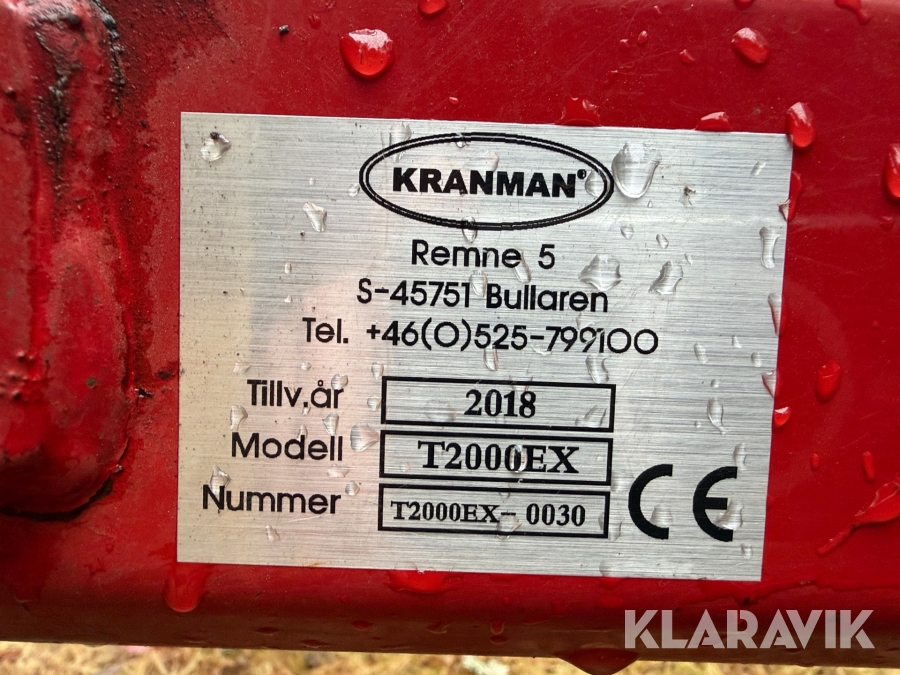 KRANMAN®
Remne 5
S-45751 Bullaren
Tel. +46(0)525-799100
Tillv.år 2018
Modell T2000EX
Nummer T2000EX-0030
CE
KLARAVIK